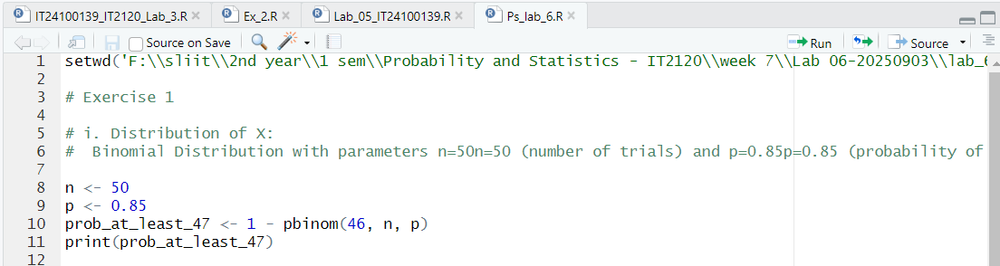 IT24100139_IT2120_Lab_3.R Ex_2.R Lab_05_IT24100139.R Ps_lab_6.R
Source on Save Run Source
1 setwd('F:\\sliit\\2nd year\\1 sem\\Probability and Statistics - IT2120\\week 7\\Lab 06-20250903\\lab_6
2
3 # Exercise 1
4
5 # i. Distribution of X:
6 #  Binomial Distribution with parameters n=50n=50 (number of trials) and p=0.85p=0.85 (probability of
7
8 n <- 50
9 p <- 0.85
10 prob_at_least_47 <- 1 - pbinom(46, n, p)
11 print(prob_at_least_47)
12